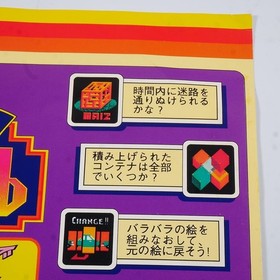 時間内に迷路を
通りぬけられる
かな?
積み上げられた
コンテナは全部
でいくつか?
CHANGE!!
バラバラの絵を
組みなおして
元の絵に戻そう!